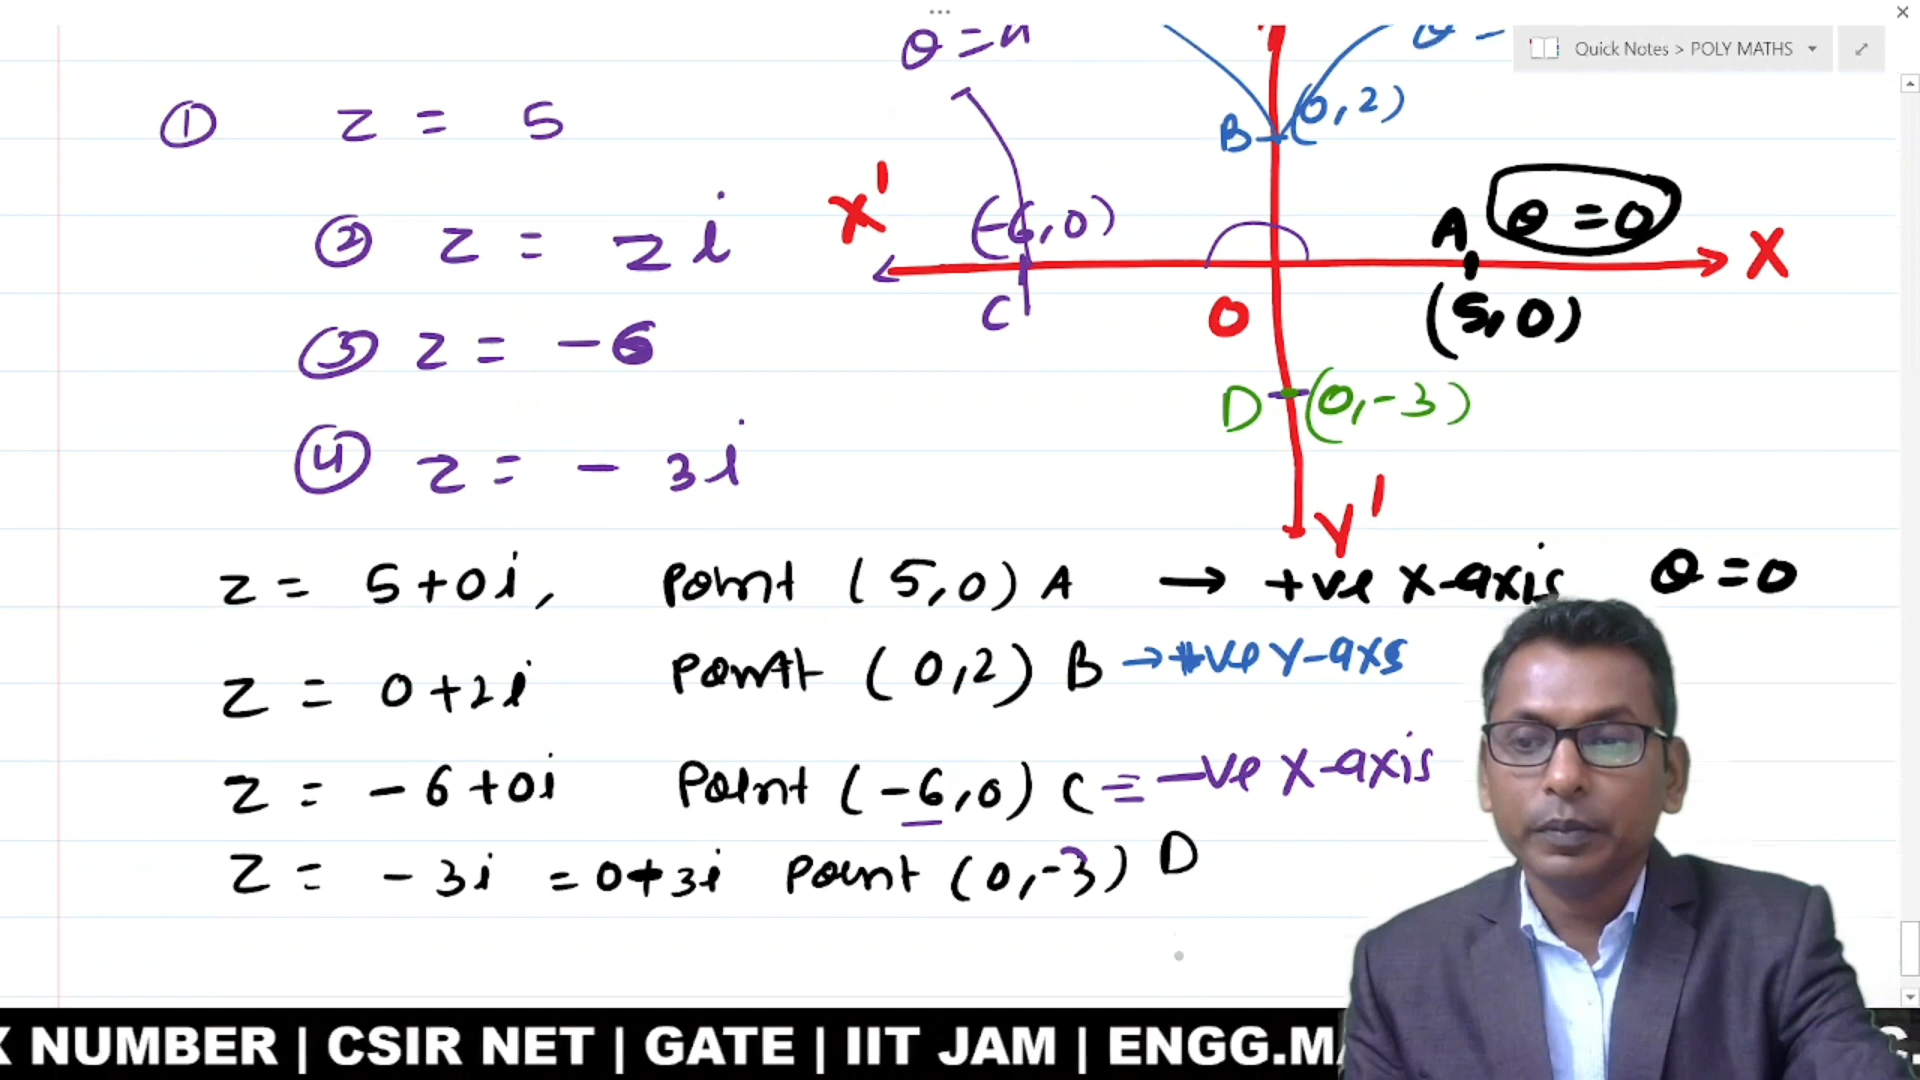 Quick Notes > POLY MATHS
① z = 5
② z = 2i
③ z = -6
④ z = -3i
θ = π
B (0,2)
X'
(-6,0)
C
A θ = 0
X
O
(5,0)
D (0,-3)
Y'
z = 5+0i, Point (5,0) A → +ve X-axis θ = 0
z = 0+2i Point (0,2) B → +ve Y-axis
z = -6+0i Point (-6,0) C = -ve X-axis
z = -3i = 0+3i Point (0,-3) D
X NUMBER | CSIR NET | GATE | IIT JAM | ENGG.MA